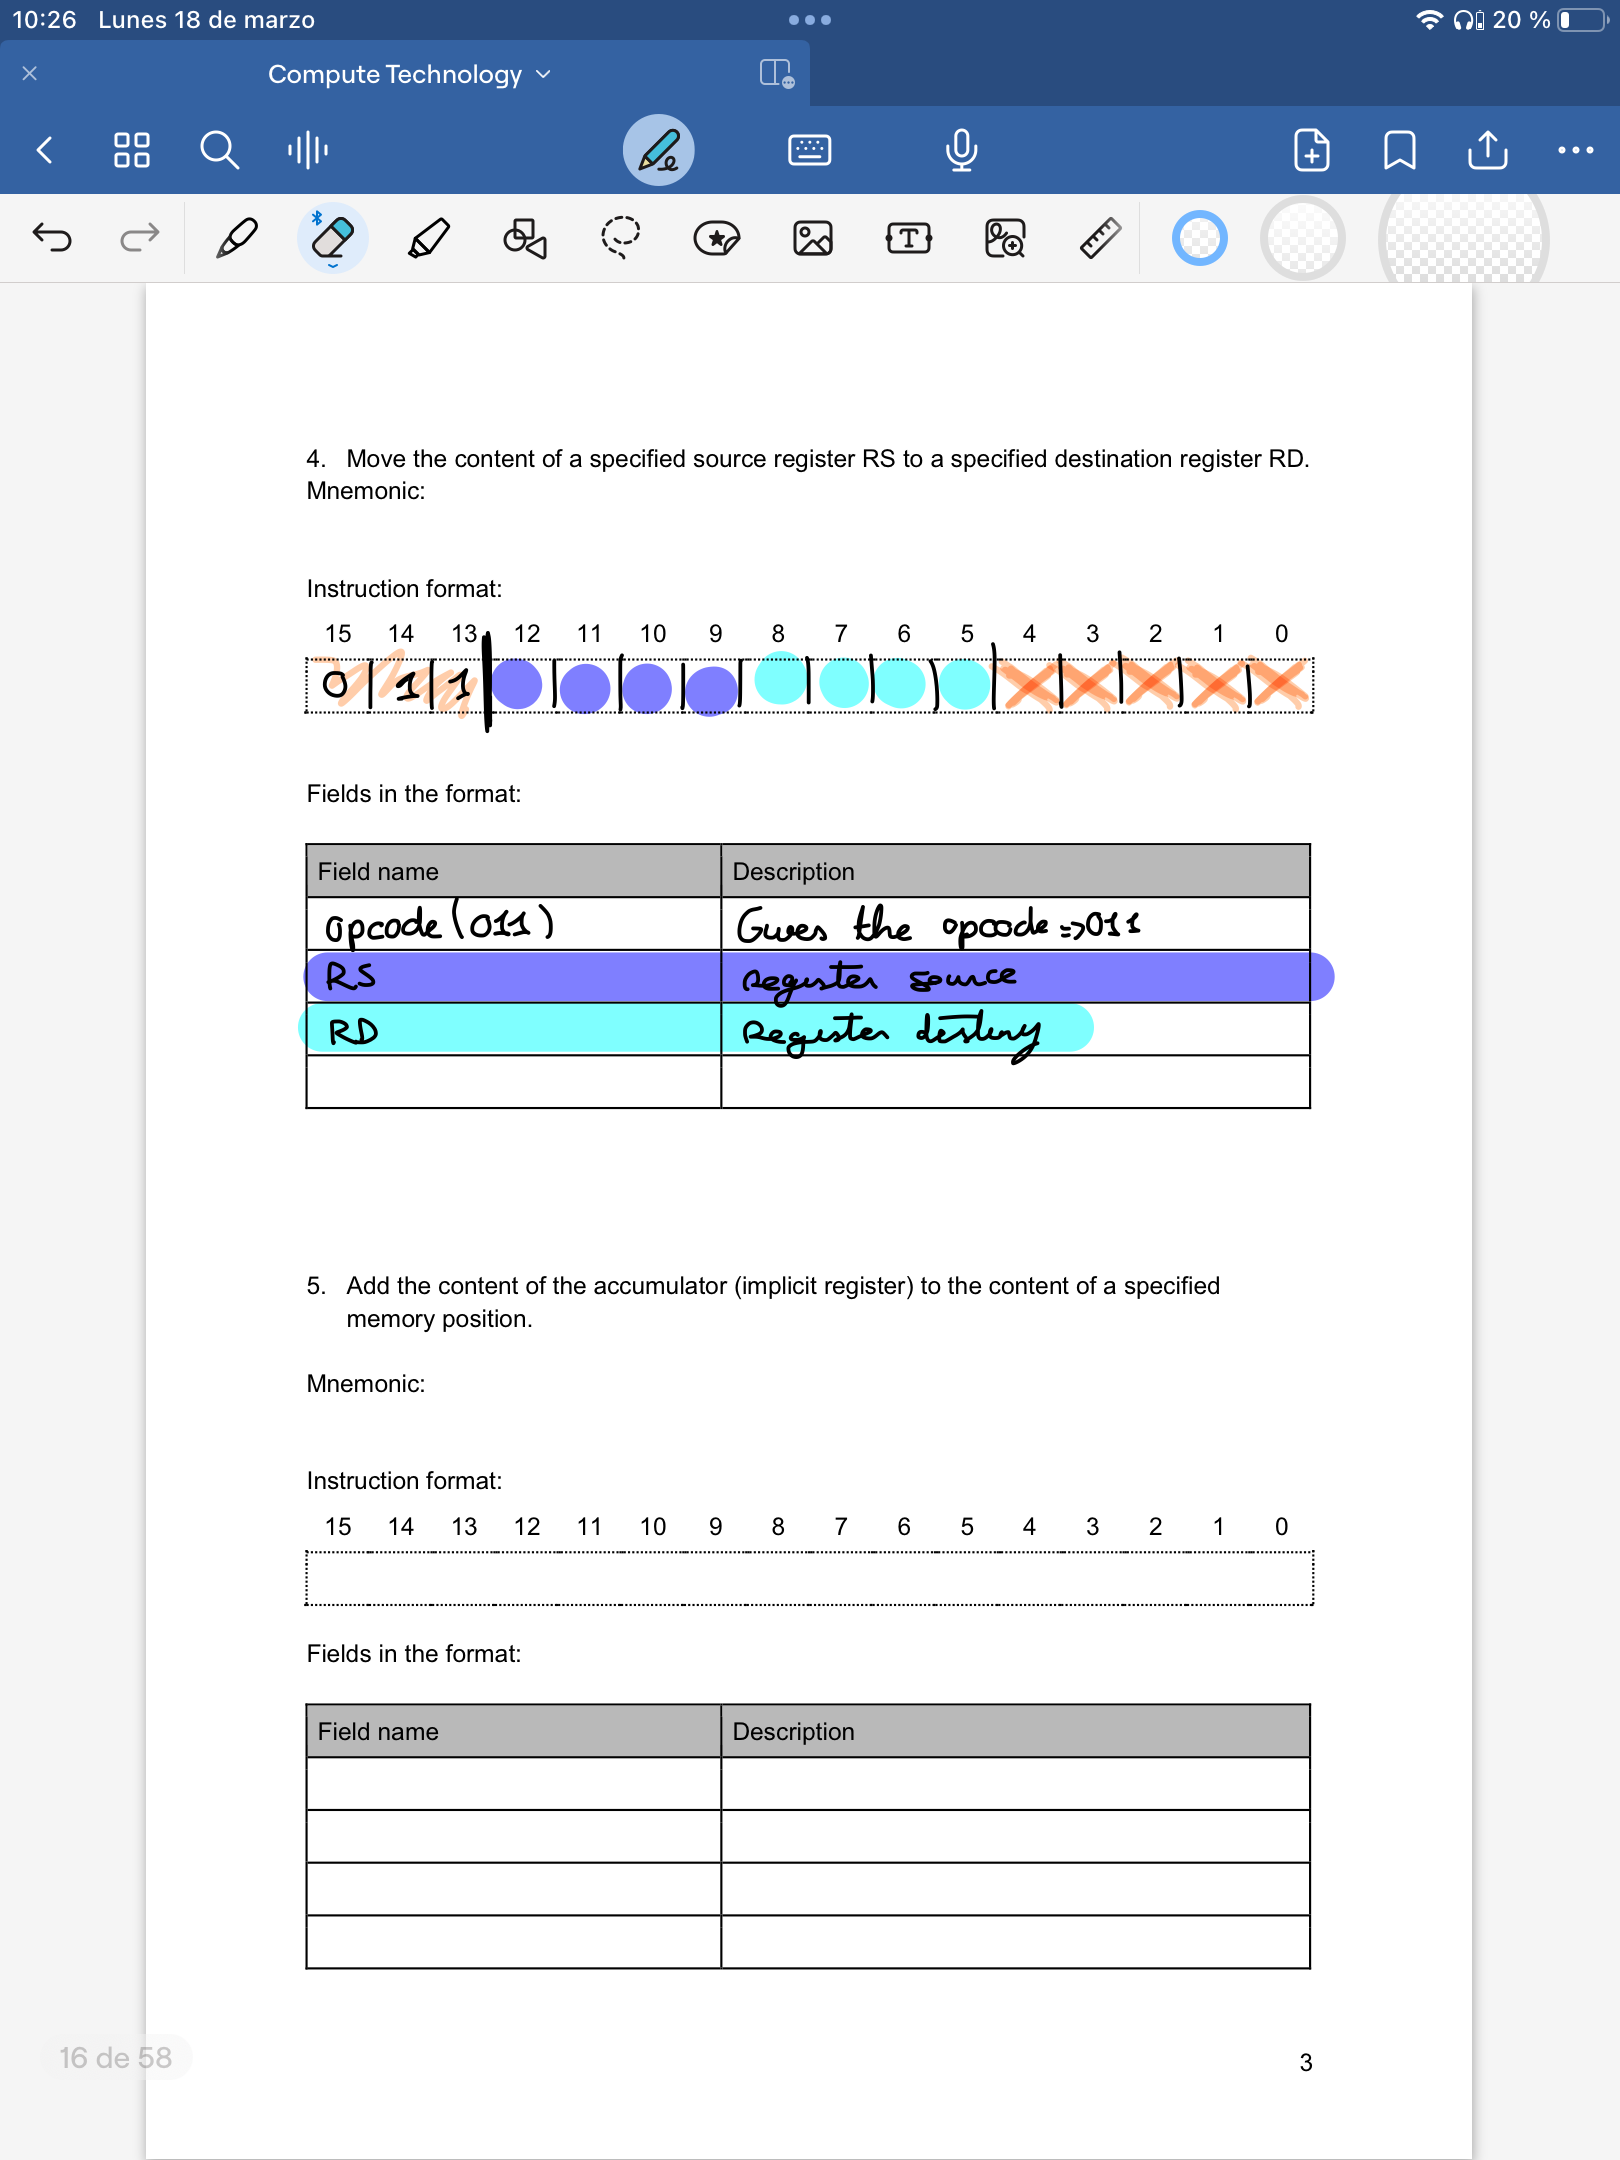 10:26 Lunes 18 de marzo
20 %
Compute Technology
4. Move the content of a specified source register RS to a specified destination register RD.
Mnemonic:
Instruction format:
15 14 13 12 11 10 9 8 7 6 5 4 3 2 1 0
0 1 1
Fields in the format:
Field name Description
opcode (011) Gives the opcode =>011
RS register source
RD Register destiny
5. Add the content of the accumulator (implicit register) to the content of a specified
memory position.
Mnemonic:
Instruction format:
15 14 13 12 11 10 9 8 7 6 5 4 3 2 1 0
Fields in the format:
Field name Description
16 de 58
3